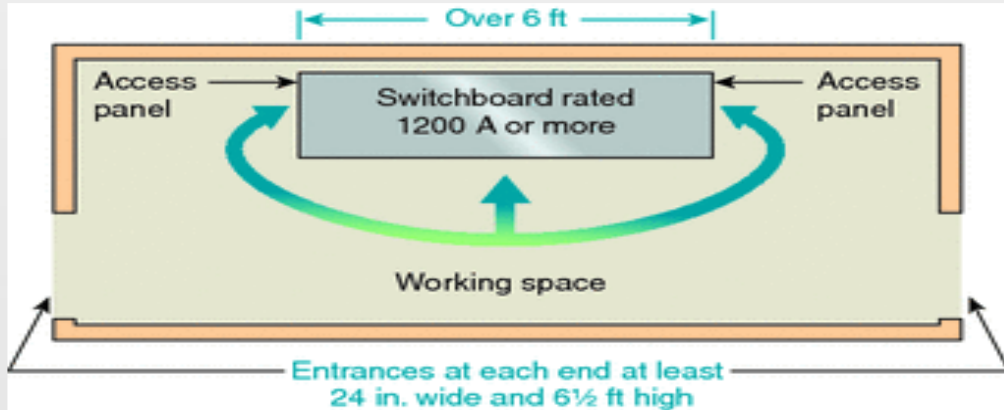 Over 6 ft
Access
panel
Switchboard rated
1200 A or more
Access
panel
Working space
Entrances at each end at least
24 in. wide and 6½ ft high